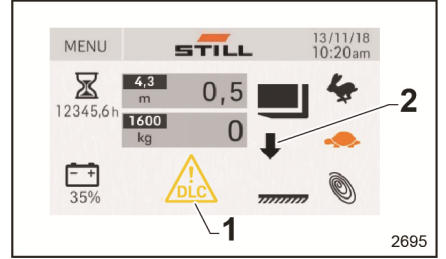 MENU
STILL
13/11/18
10:20am
4,3
m
0,5
12345,6h
1600
kg
0
2
- +
35%
DLC
1
2695